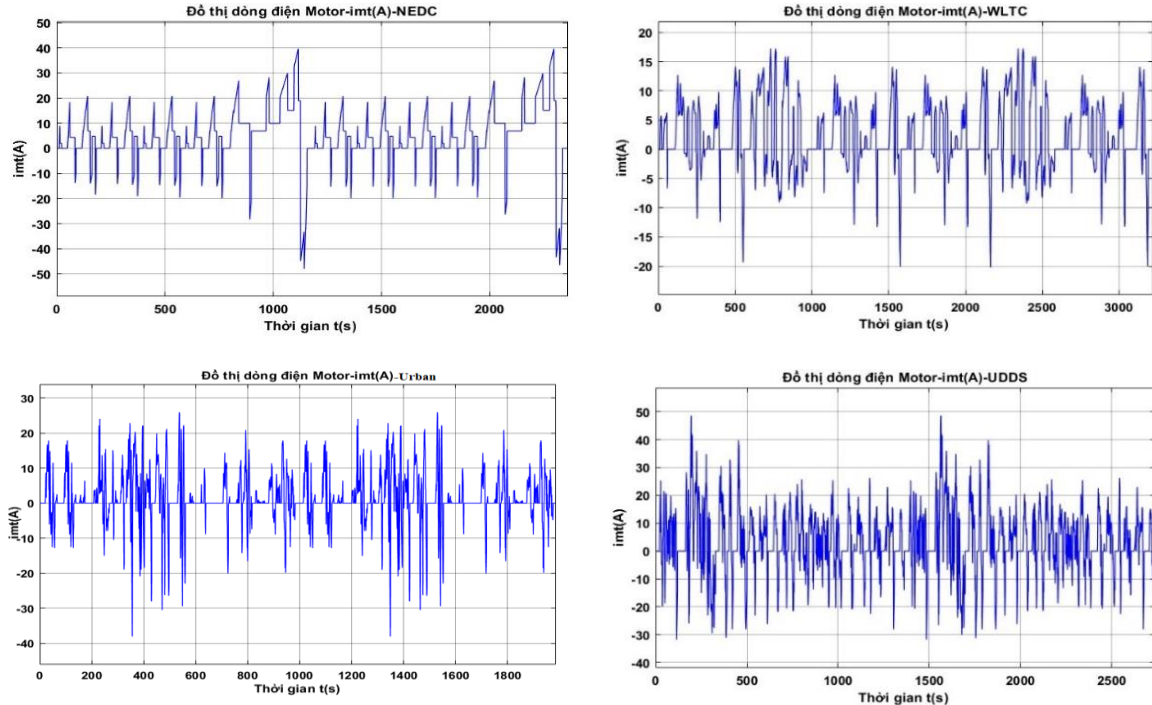 Đồ thị dòng điện Motor-imt(A)-NEDC
50
40
30
20
10
0
-10
-20
-30
-40
-50
imt(A)
0 500 1000 1500 2000
Thời gian t(s)
Đồ thị dòng điện Motor-imt(A)-WLTC
20
15
10
5
0
-5
-10
-15
-20
imt(A)
0 500 1000 1500 2000 2500 3000
Thời gian t(s)
Đồ thị dòng điện Motor-imt(A)-Urban
30
20
10
0
-10
-20
-30
-40
imt(A)
0 200 400 600 800 1000 1200 1400 1600 1800
Thời gian t(s)
Đồ thị dòng điện Motor-imt(A)-UDDS
50
40
30
20
10
0
-10
-20
-30
-40
imt(A)
0 500 1000 1500 2000 2500
Thời gian t(s)